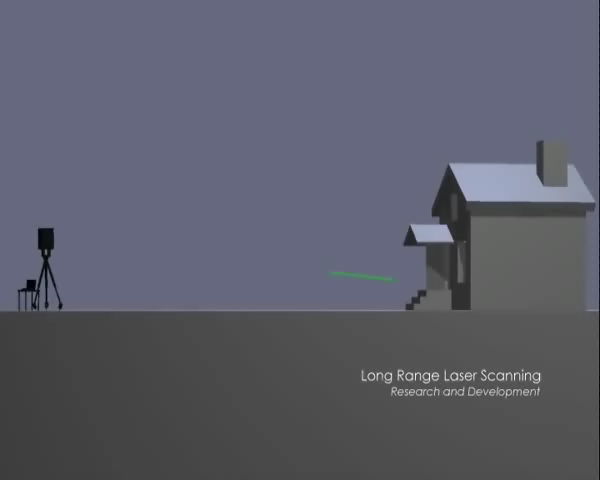 Long Range Laser Scanning
Research and Development